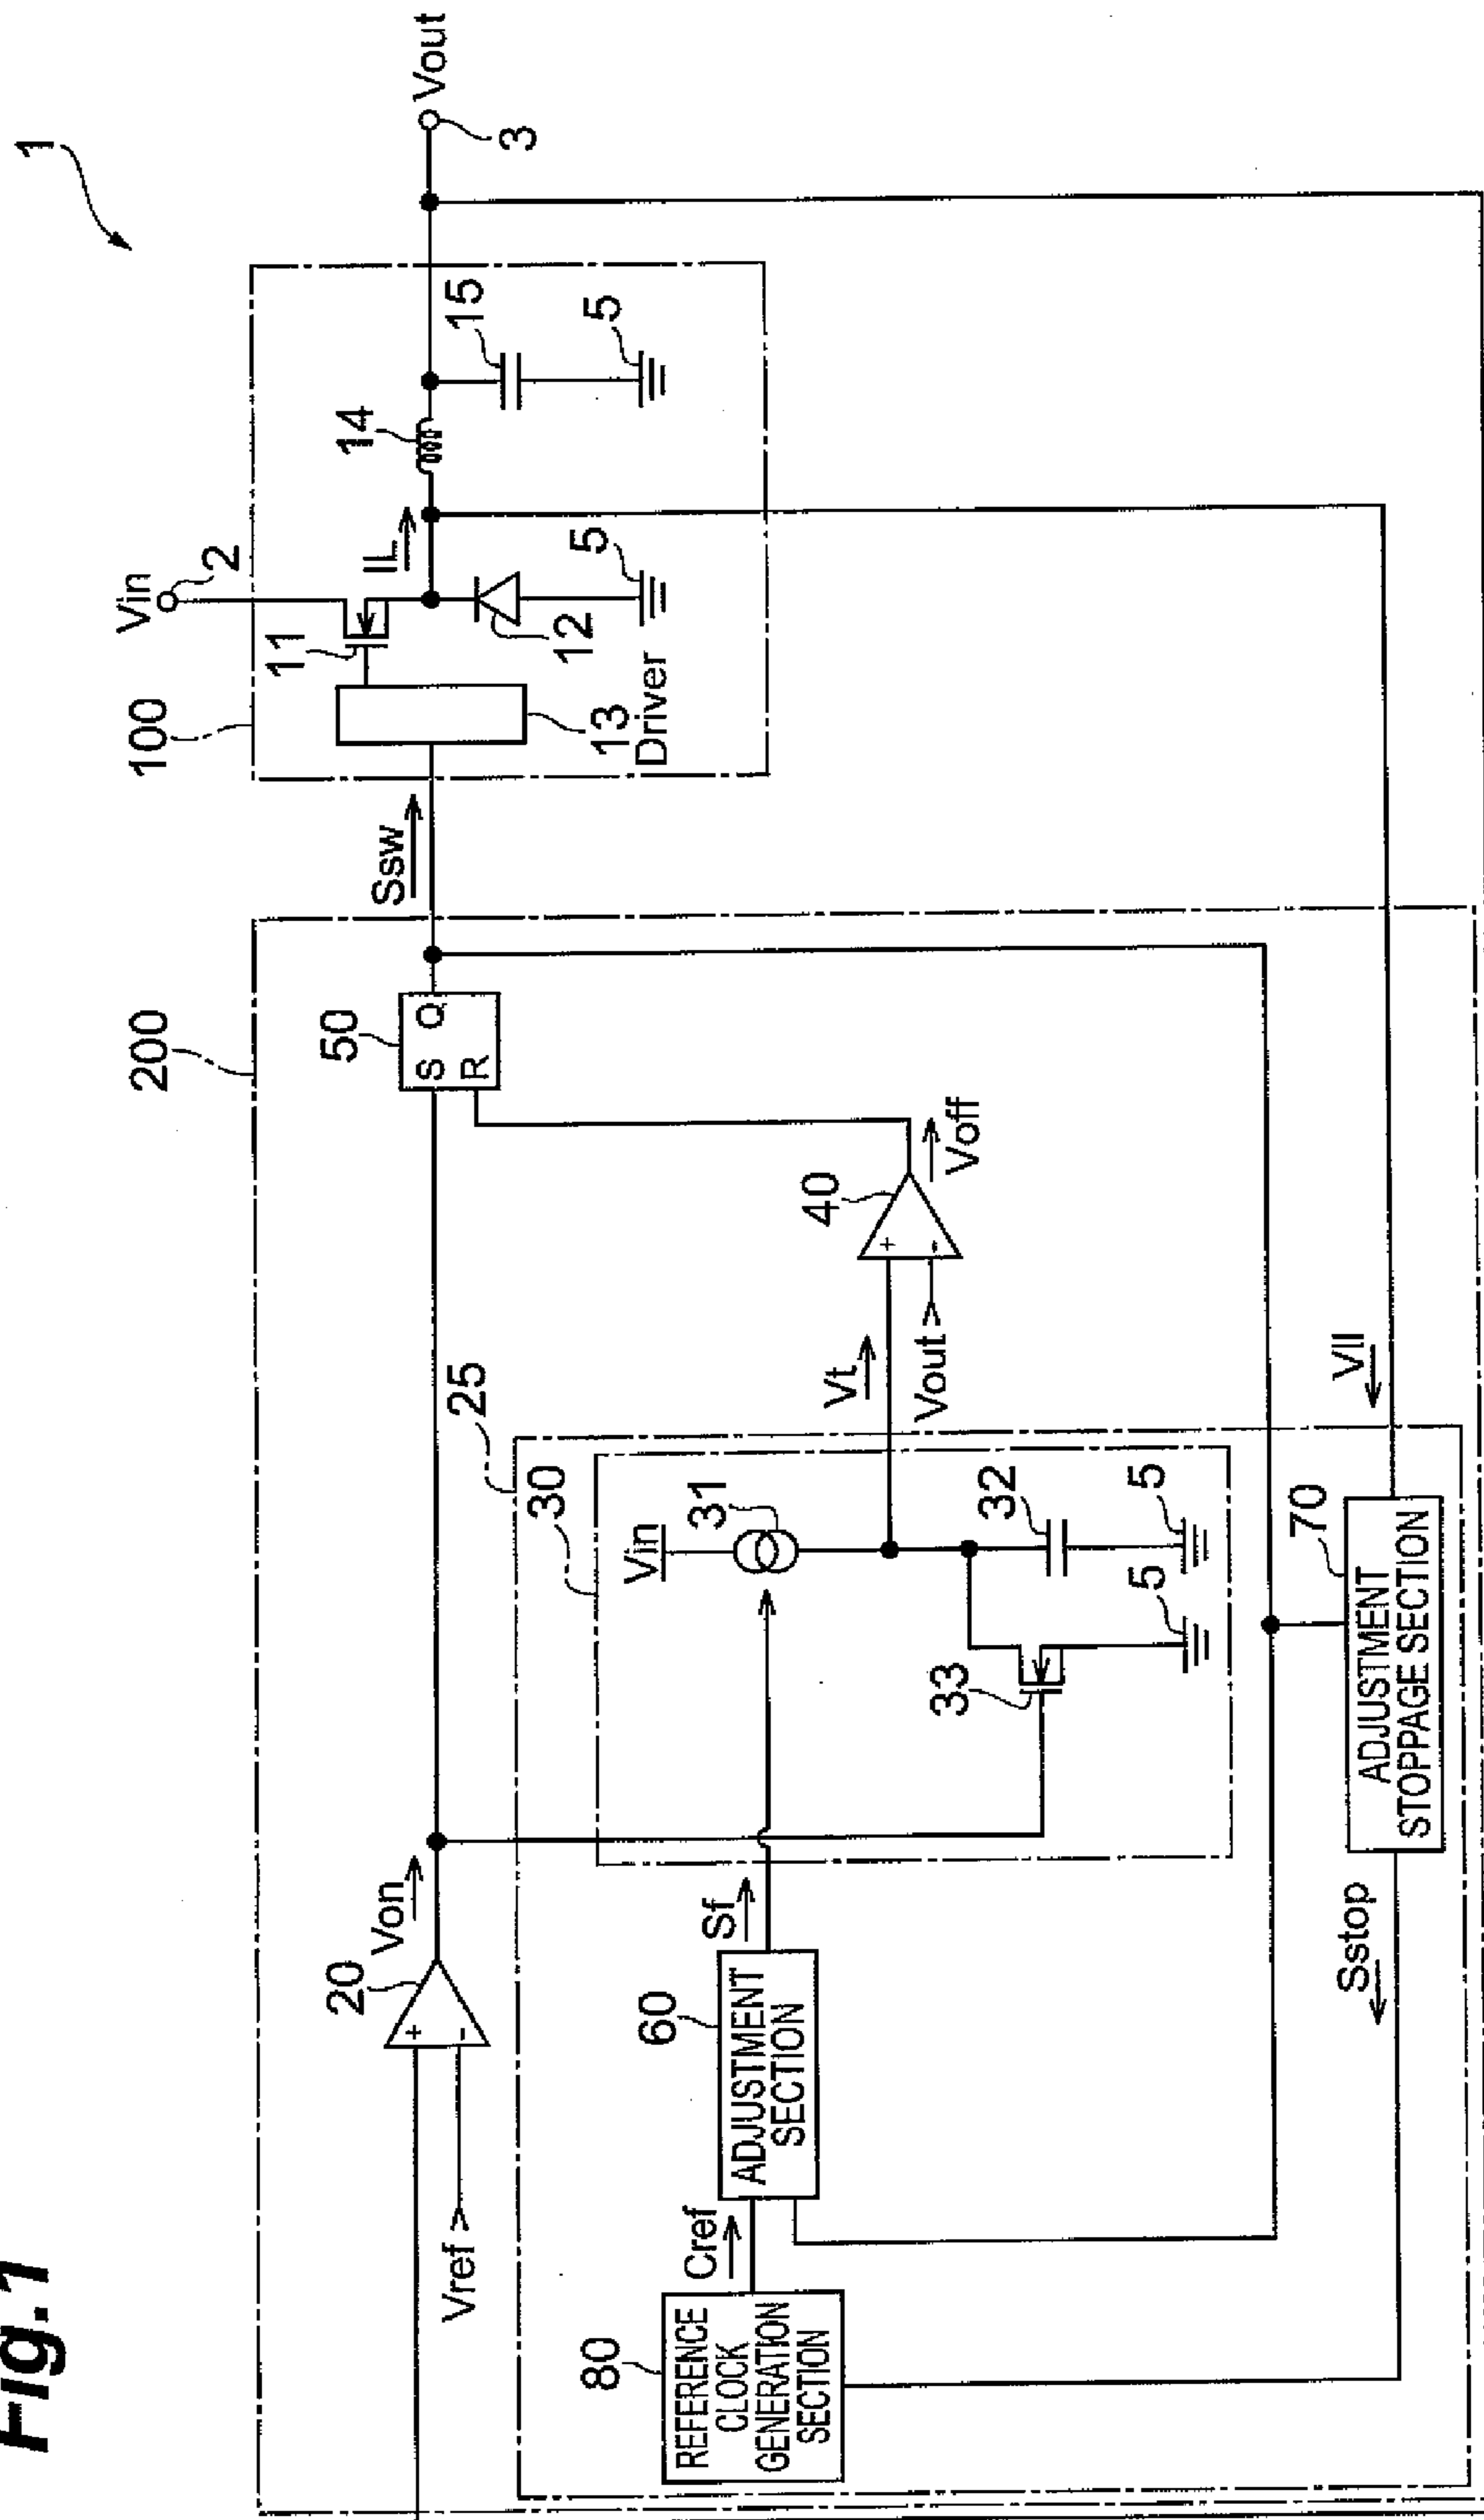 Fig.1
1
Vin
2
100
11
IL
14
15
3
Vout
12
5
5
13
Driver
Ssw
200
50
S Q
R
Von
20
+
-
Vref
25
30
Vin
31
32
33
5
5
Vt
Vout
40
+
-
Voff
Sf
60
ADJUSTMENT
SECTION
Cref
80
REFERENCE
CLOCK
GENERATION
SECTION
70
ADJUSTMENT
STOPPAGE SECTION
Sstop
Vll